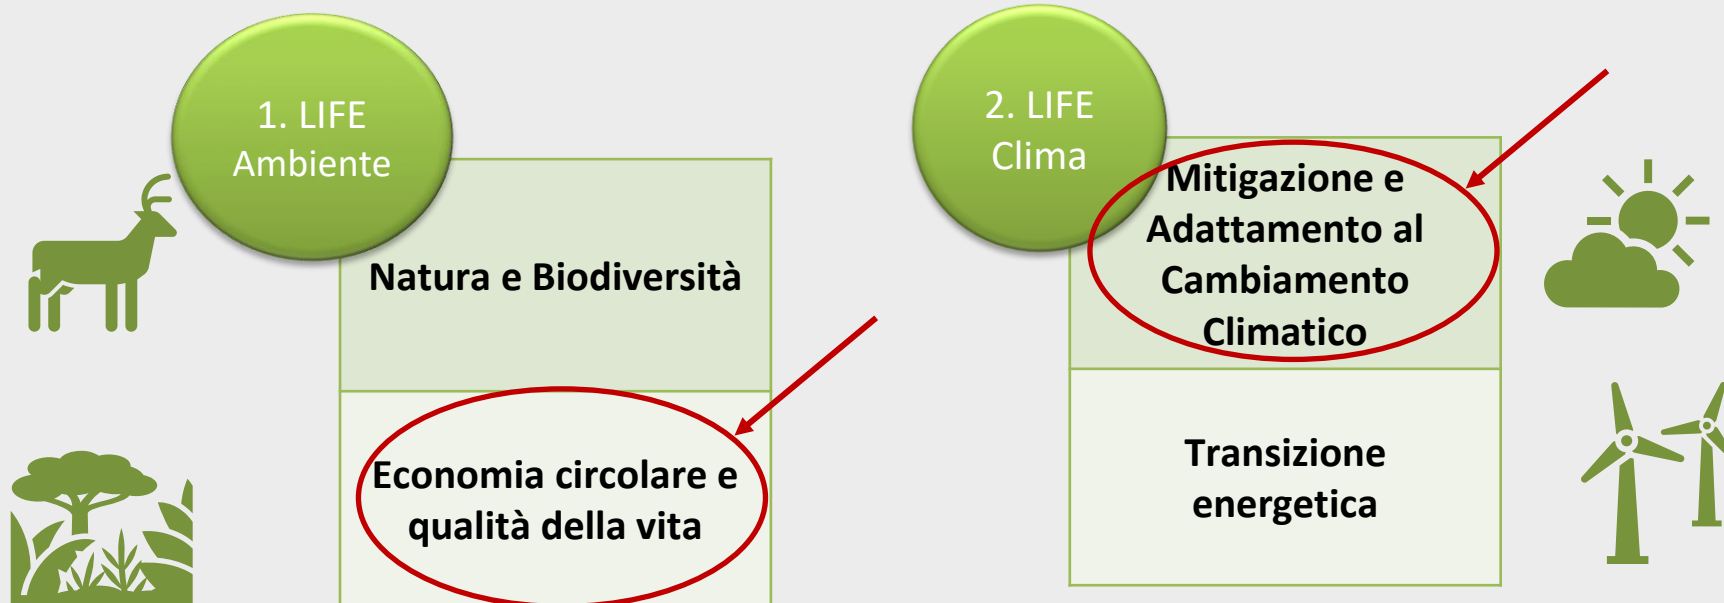 1. LIFE
Ambiente
Natura e Biodiversità
Economia circolare e
qualità della vita
2. LIFE
Clima
Mitigazione e
Adattamento al
Cambiamento
Climatico
Transizione
energetica